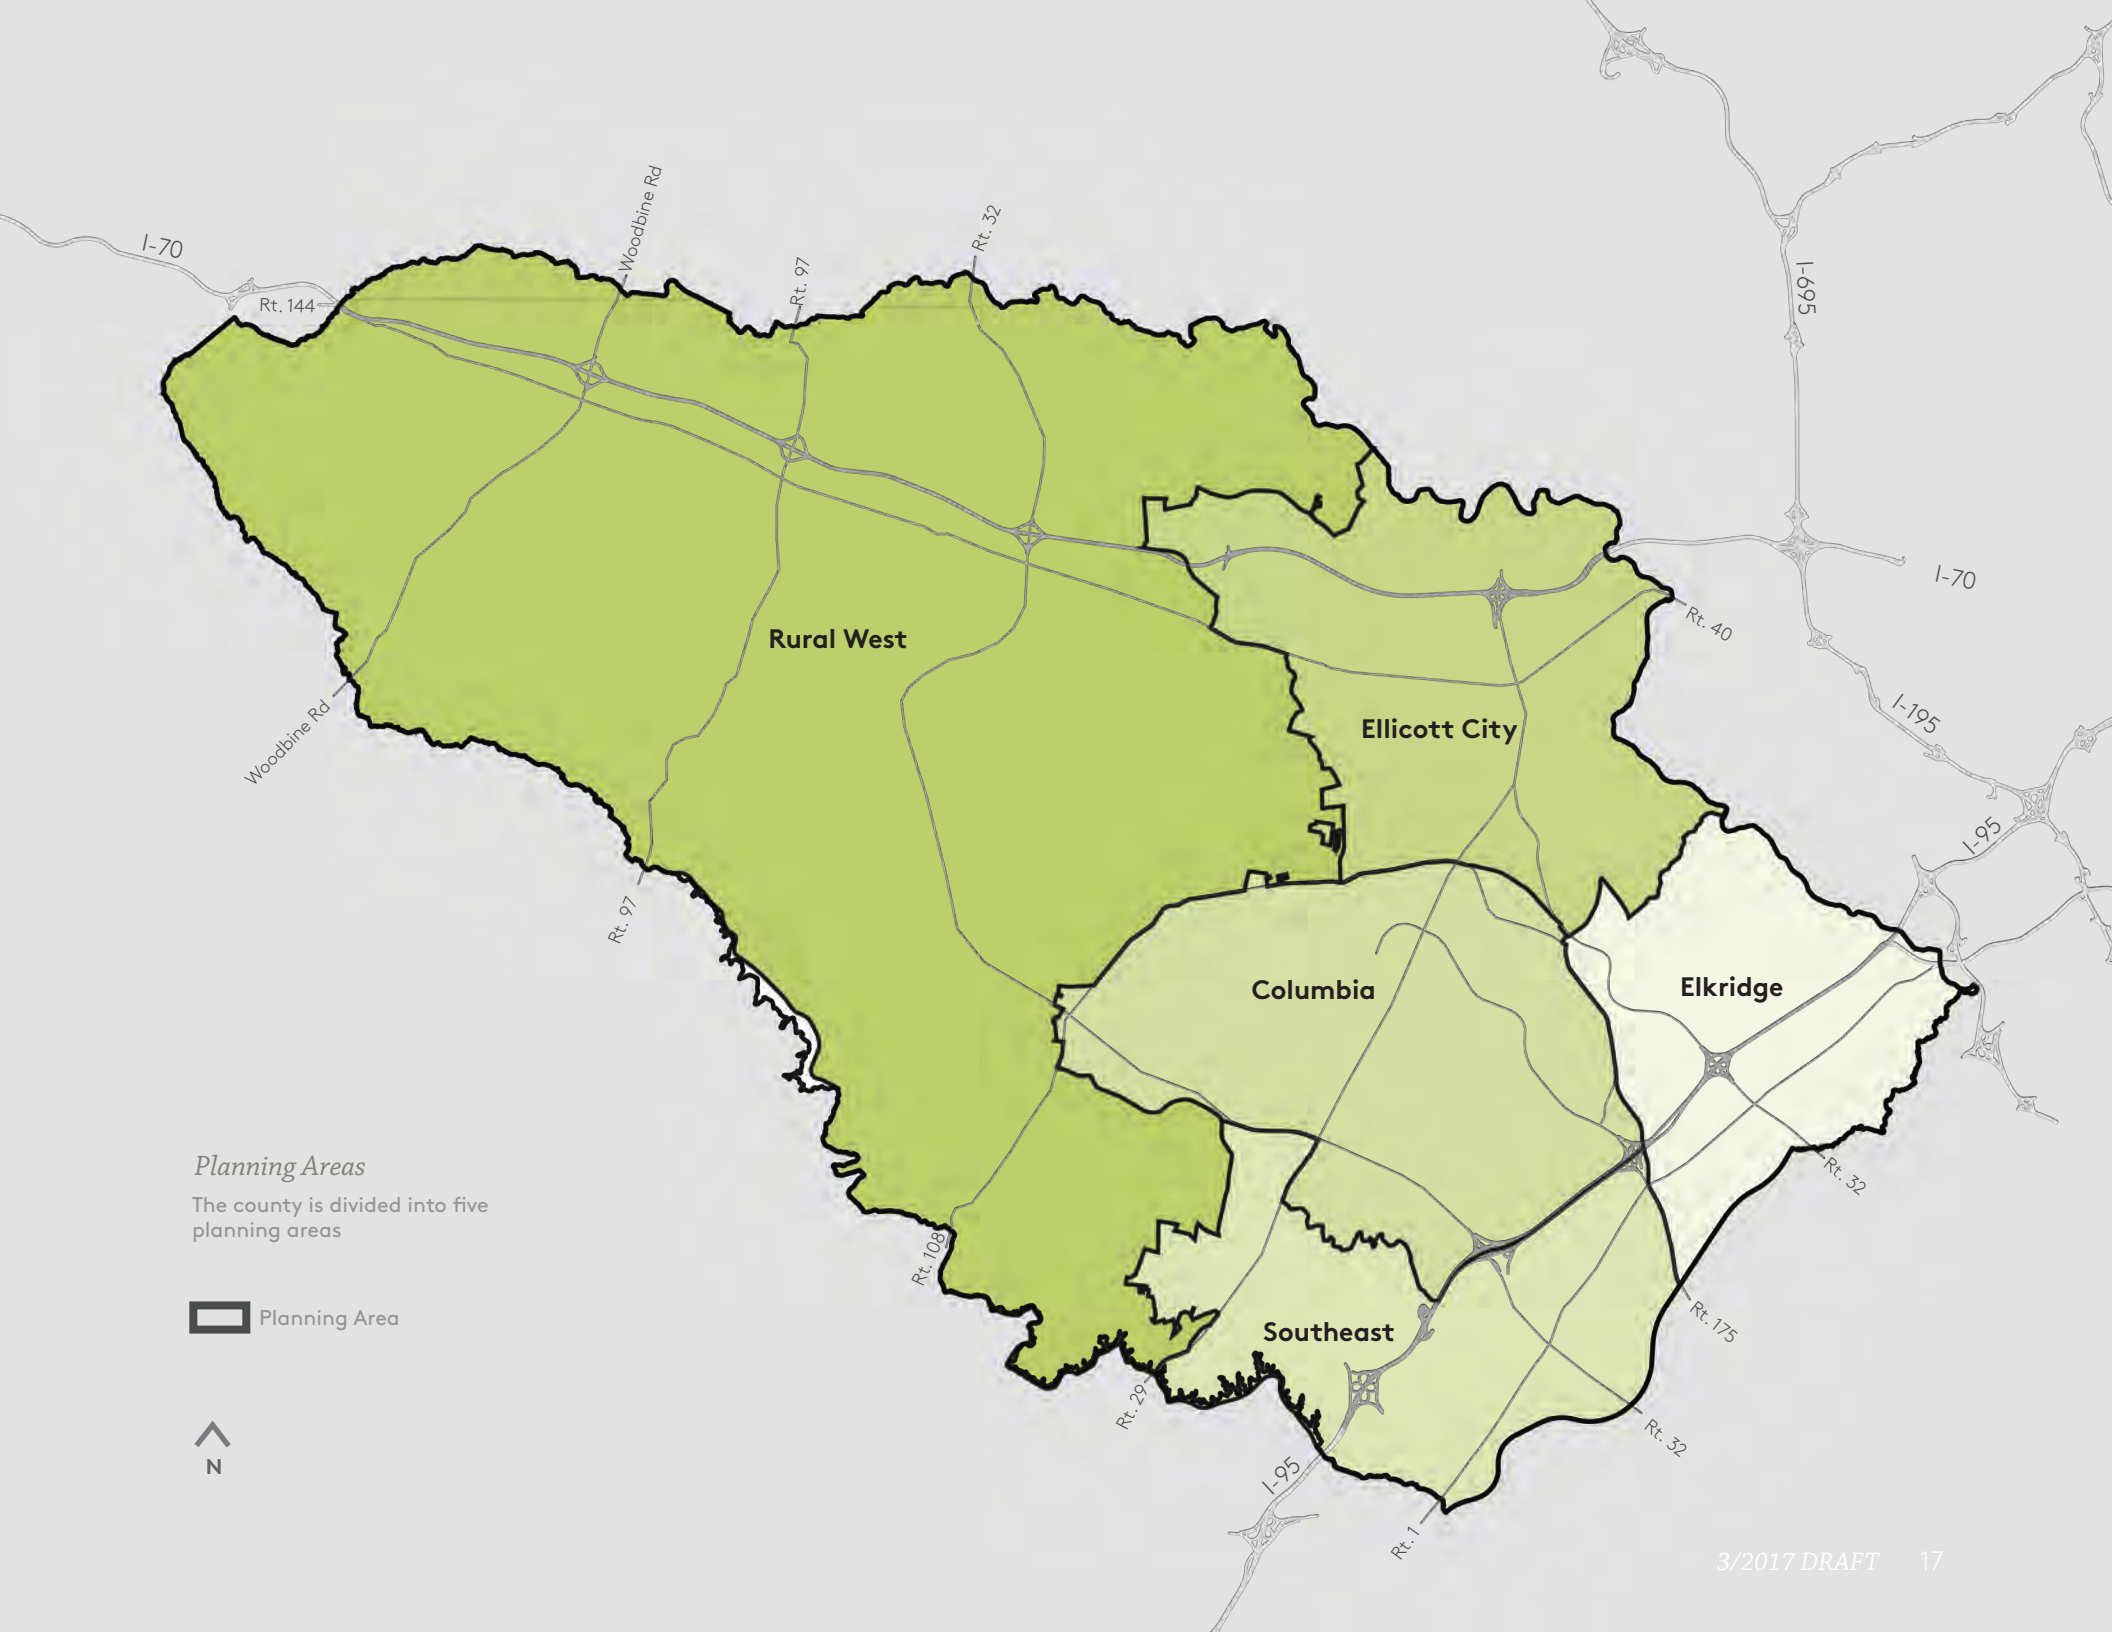 Woodbine Rd
Rt. 32
I-70
Rt. 97
Rt. 144
I-695
I-70
Rt. 40
Rural West
I-195
Ellicott City
Woodbine Rd
I-95
Rt. 97
Columbia
Elkridge
Planning Areas
The county is divided into five
planning areas
Rt. 32
Rt. 108
Planning Area
Rt. 175
Southeast
Rt. 29
Rt. 32
N
I-95
Rt. 1
3/2017 DRAFT 17